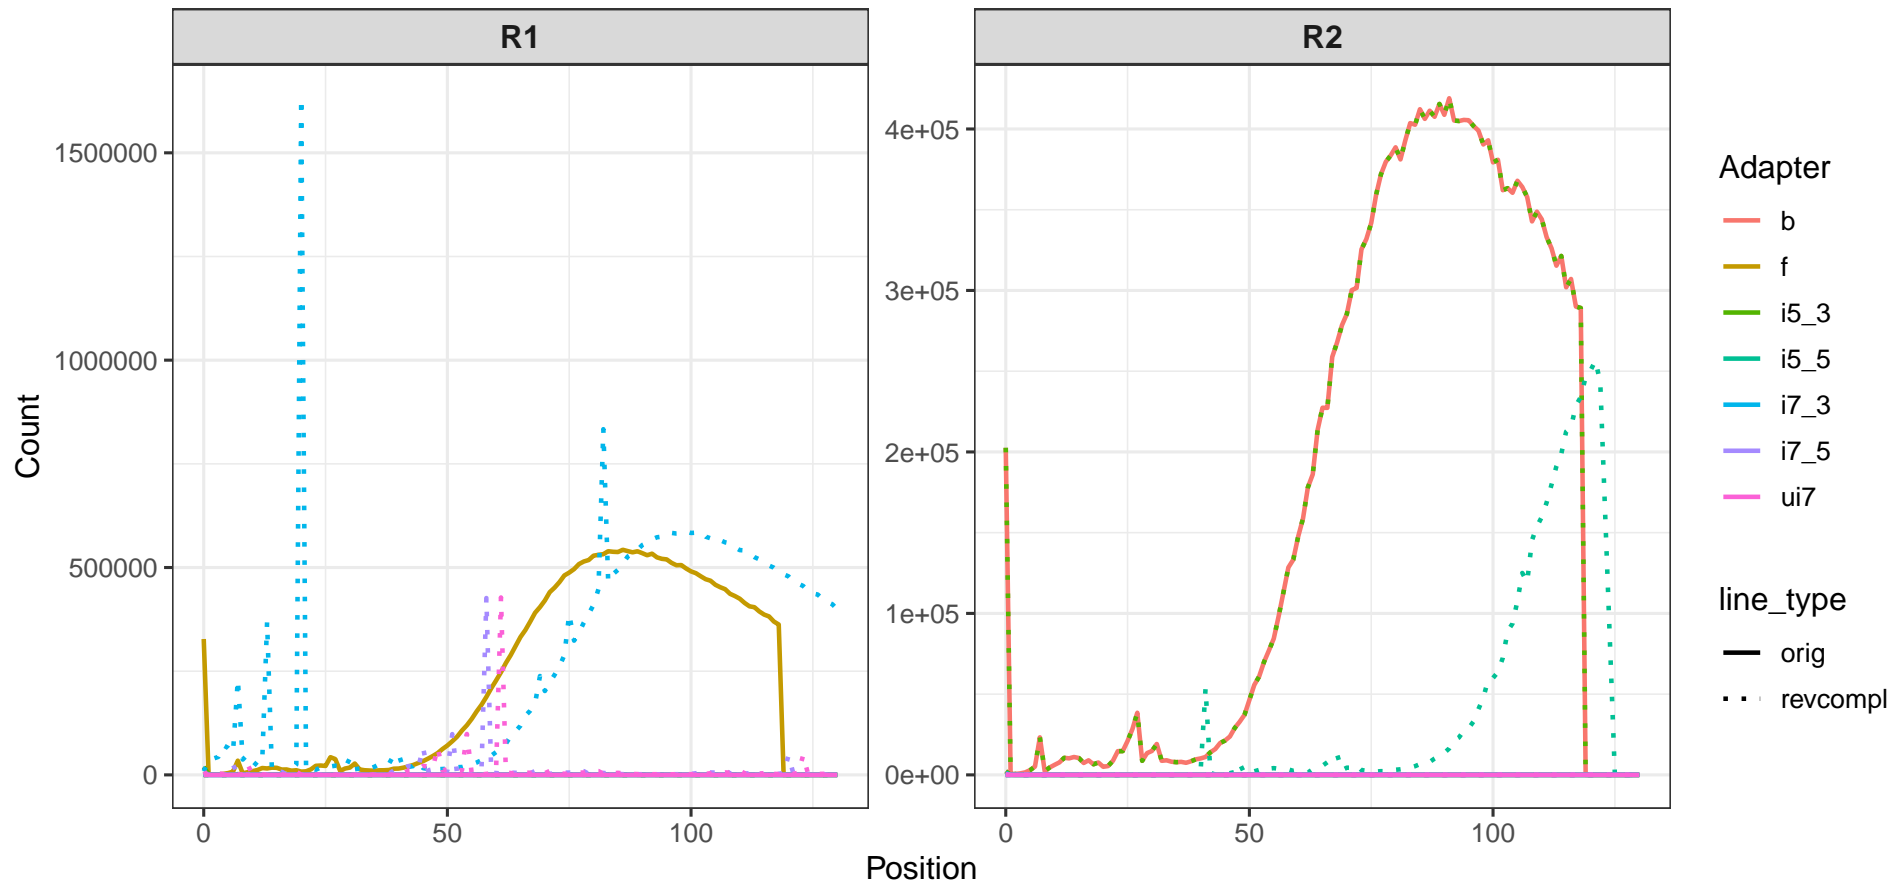 R1
R2
Count
1500000
1000000
500000
0
4e+05
3e+05
2e+05
1e+05
0e+00
0
50
100
0
50
100
Position
Adapter
b
f
i5_3
i5_5
i7_3
i7_5
ui7
line_type
orig
revcompl